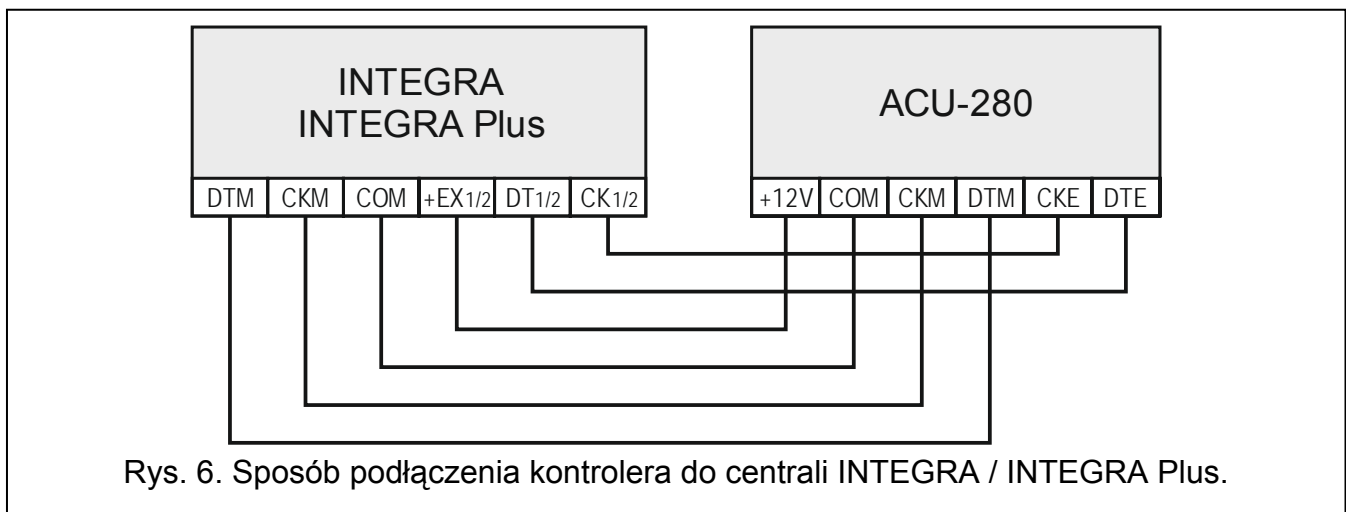 INTEGRA
INTEGRA Plus
ACU-280
DTM CKM COM +EX1/2 DT1/2 CK1/2
+12V COM CKM DTM CKE DTE
Rys. 6. Sposób podłączenia kontrolera do centrali INTEGRA / INTEGRA Plus.